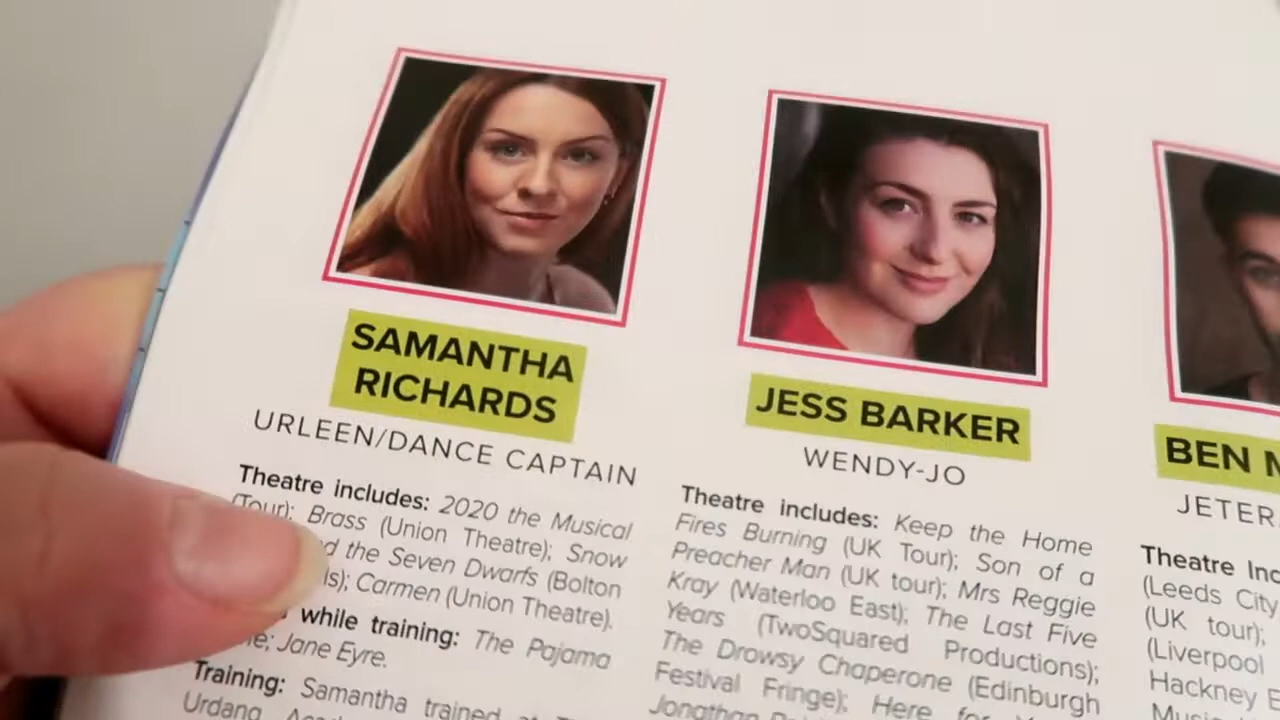 SAMANTHA
RICHARDS
URLEEN/DANCE CAPTAIN
Theatre includes: 2020 the Musical
(Tour); Brass (Union Theatre); Snow
the Seven Dwarfs (Bolton
Carmen (Union Theatre).
while training: The Pajama
Jane Eyre.
Training: Samantha trained at
Urdang
JESS BARKER
WENDY-JO
Theatre includes: Keep the Home
Fires Burning (UK Tour); Son of a
Preacher Man (UK tour); Mrs Reggie
Kray (Waterloo East); The Last Five
Years (TwoSquared Productions);
The Drowsy Chaperone (Edinburgh
Festival Fringe); Here for
Jonathan
BEN
JETER
Theatre
(Leeds City
(UK tour);
(Liverpool
Hackney